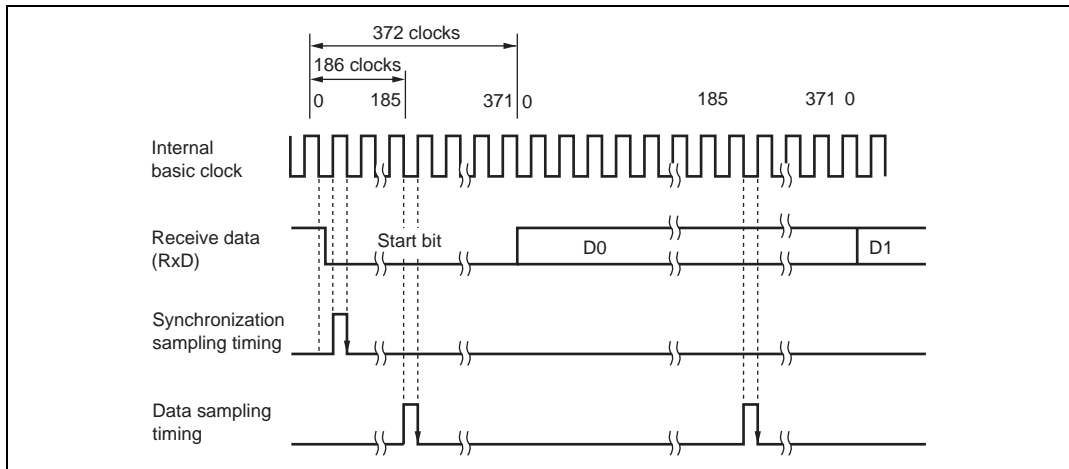 372 clocks
186 clocks
0 185 371 0 185 371 0
Internal
basic clock
Receive data
(RxD)
Start bit D0 D1
Synchronization
sampling timing
Data sampling
timing